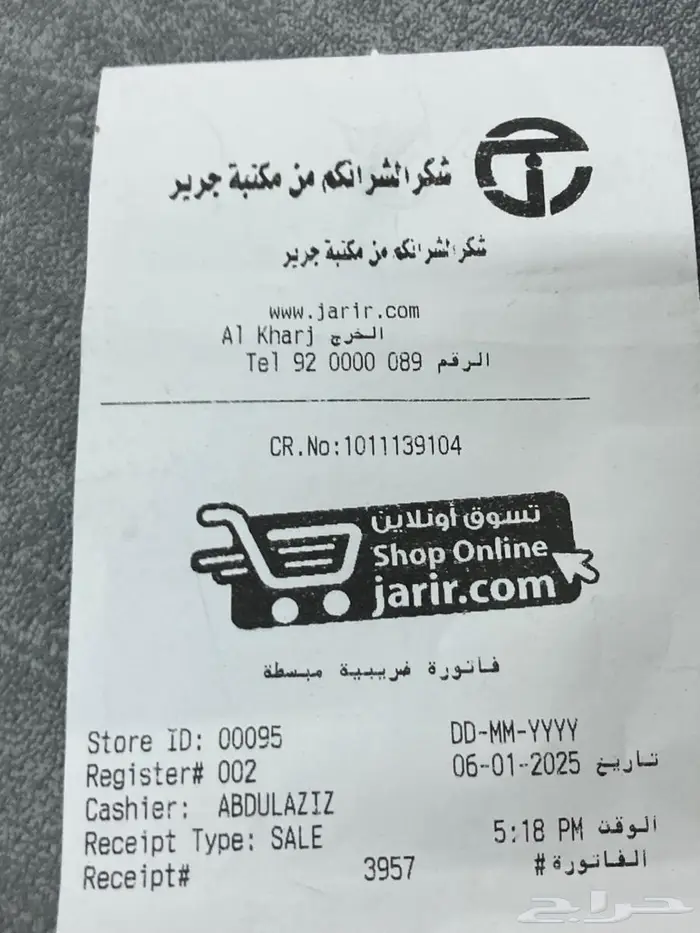 شكرا لشرائكم من مكتبة جرير
شكرا لشرائكم من مكتبة جرير
www.jarir.com
Al Kharj الخرج
Tel 92 0000 089 الرقم
CR.No:1011139104
تسوق أونلاين
Shop Online
jarir.com
فاتورة ضريبية مبسطة
Store ID: 00095 DD-MM-YYYY
Register# 002 06-01-2025 تاريخ
Cashier: ABDULAZIZ
Receipt Type: SALE 5:18 PM الوقت
Receipt# 3957 الفاتورة #
حراج